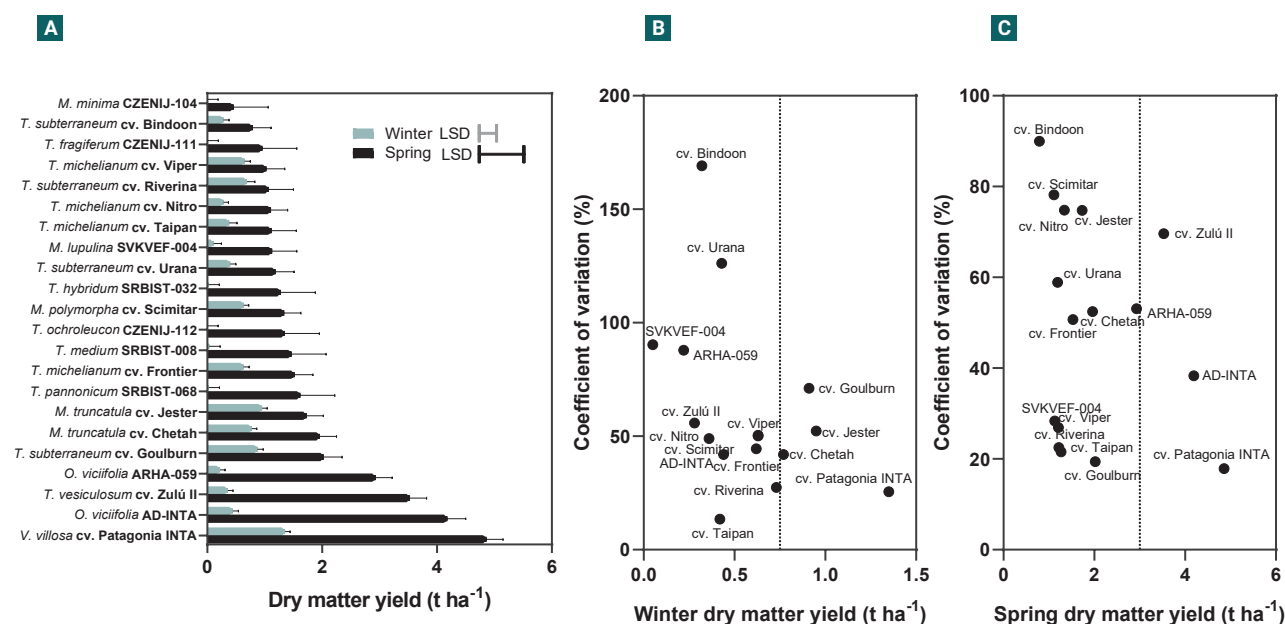 A
M. minima CZENIJ-104
T. subterraneum cv. Bindoon
T. fragiferum CZENIJ-111
T. michelianum cv. Viper
T. subterraneum cv. Riverina
T. michelianum cv. Nitro
T. michelianum cv. Taipan
M. lupulina SVKVEF-004
T. subterraneum cv. Urana
T. hybridum SRBIST-032
M. polymorpha cv. Scimitar
T. ochroleucon CZENIJ-112
T. medium SRBIST-008
T. michelianum cv. Frontier
T. pannonicum SRBIST-068
M. truncatula cv. Jester
M. truncatula cv. Chetah
T. subterraneum cv. Goulburn
O. viciifolia ARHA-059
T. vesiculosum cv. Zulú II
O. viciifolia AD-INTA
V. villosa cv. Patagonia INTA
Winter LSD
Spring LSD
0 2 4 6
Dry matter yield (t ha⁻¹)
B
Coefficient of variation (%)
200
150
100
50
0
cv. Bindoon
cv. Urana
SVKVEF-004
ARHA-059
cv. Goulburn
cv. Zulú II
cv. Viper
cv. Jester
cv. Nitro
cv. Scimitar
cv. Chetah
AD-INTA
cv. Frontier
cv. Patagonia INTA
cv. Riverina
cv. Taipan
0.0 0.5 1.0 1.5
Winter dry matter yield (t ha⁻¹)
C
Coefficient of variation (%)
100
80
60
40
20
0
cv. Bindoon
cv. Scimitar
cv. Nitro
cv. Jester
cv. Zulú II
cv. Urana
ARHA-059
cv. Chetah
cv. Frontier
AD-INTA
SVKVEF-004
cv. Viper
cv. Riverina
cv. Taipan
cv. Patagonia INTA
cv. Goulburn
0 2 4 6
Spring dry matter yield (t ha⁻¹)